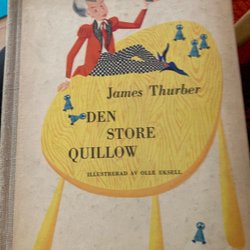 James Thurber
DEN
STORE
QUILLOW
ILLUSTRERAD AV OLLE EKSELL